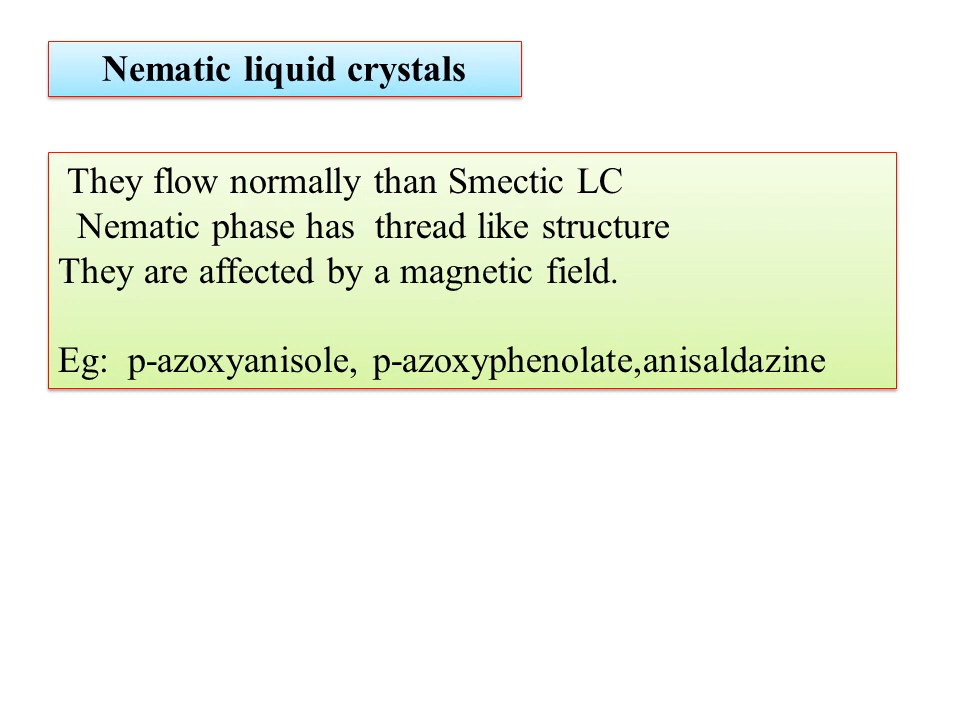 Nematic liquid crystals
They flow normally than Smectic LC
Nematic phase has thread like structure
They are affected by a magnetic field.
Eg: p-azoxyanisole, p-azoxyphenolate,anisaldazine